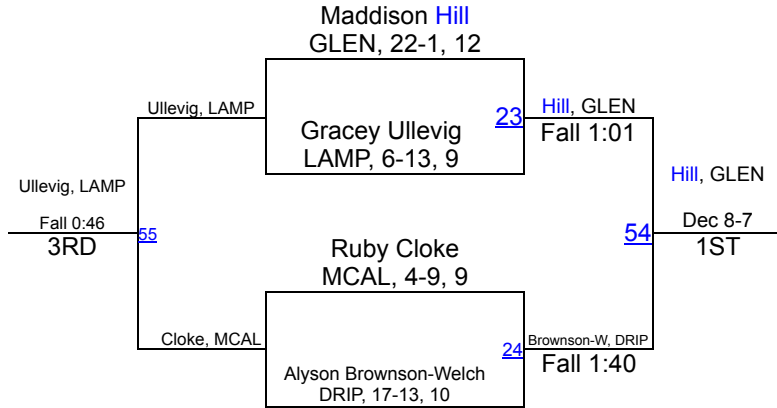 Maddison Hill
GLEN, 22-1, 12
Ullevig, LAMP
23
Hill, GLEN
Gracey Ullevig
Fall 1:01
LAMP, 6-13, 9
Ullevig, LAMP
Hill, GLEN
Fall 0:46
55
54
Dec 8-7
3RD
1ST
Ruby Cloke
MCAL, 4-9, 9
Cloke, MCAL
24
Brownson-W, DRIP
Alyson Brownson-Welch
Fall 1:40
DRIP, 17-13, 10